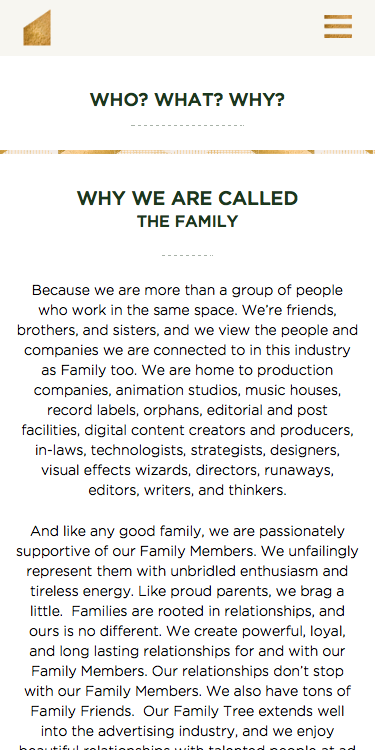 WHO? WHAT? WHY?
WHY WE ARE CALLED
THE FAMILY
Because we are more than a group of people
who work in the same space. We’re friends,
brothers, and sisters, and we view the people and
companies we are connected to in this industry
as Family too. We are home to production
companies, animation studios, music houses,
record labels, orphans, editorial and post
facilities, digital content creators and producers,
in-laws, technologists, strategists, designers,
visual effects wizards, directors, runaways,
editors, writers, and thinkers.
And like any good family, we are passionately
supportive of our Family Members. We unfailingly
represent them with unbridled enthusiasm and
tireless energy. Like proud parents, we brag a
little.  Families are rooted in relationships, and
ours is no different. We create powerful, loyal,
and long lasting relationships for and with our
Family Members. Our relationships don’t stop
with our Family Members. We also have tons of
Family Friends.  Our Family Tree extends well
into the advertising industry, and we enjoy
beautiful relationships with talented people at ad